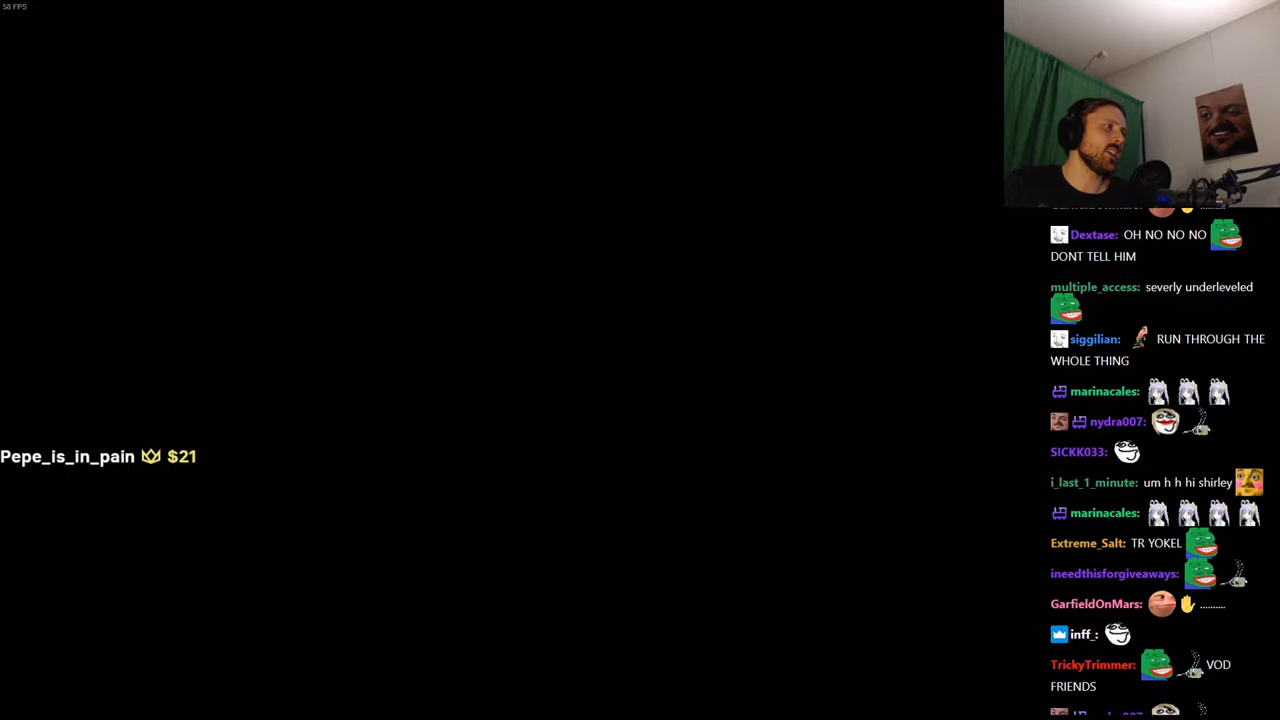 58 FPS
Dextase: OH NO NO NO
DONT TELL HIM
multiple_access: severly underleveled
siggilian: RUN THROUGH THE
WHOLE THING
marinacales:
nydra007:
SICKK033:
i_last_1_minute: um h h hi shirley
marinacales:
Extreme_Salt: TR YOKEL
ineedthisforgiveaways:
GarfieldOnMars: ..........
inff_:
TrickyTrimmer: VOD
FRIENDS
Pepe_is_in_pain $21